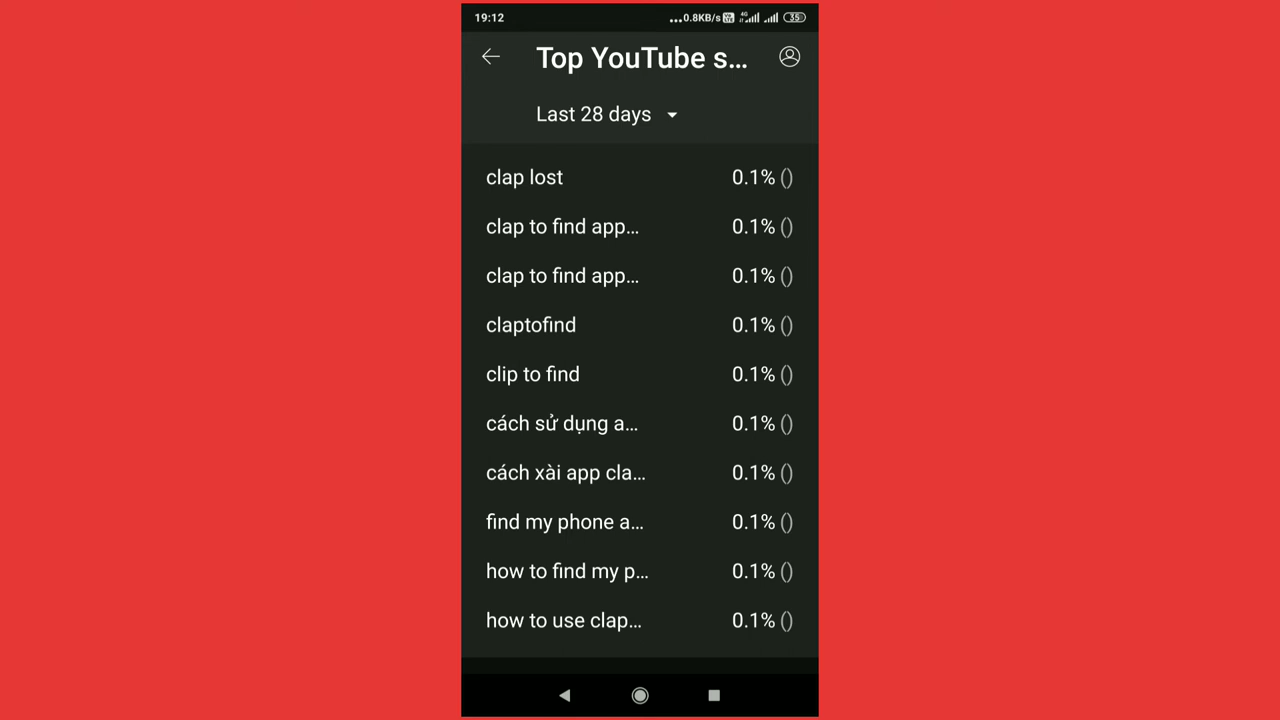 19:12 ...0.8KB/s 4G 35
Top YouTube s...
Last 28 days
clap lost 0.1% ()
clap to find app... 0.1% ()
clap to find app... 0.1% ()
claptofind 0.1% ()
clip to find 0.1% ()
cách sử dụng a... 0.1% ()
cách xài app cla... 0.1% ()
find my phone a... 0.1% ()
how to find my p... 0.1% ()
how to use clap... 0.1% ()